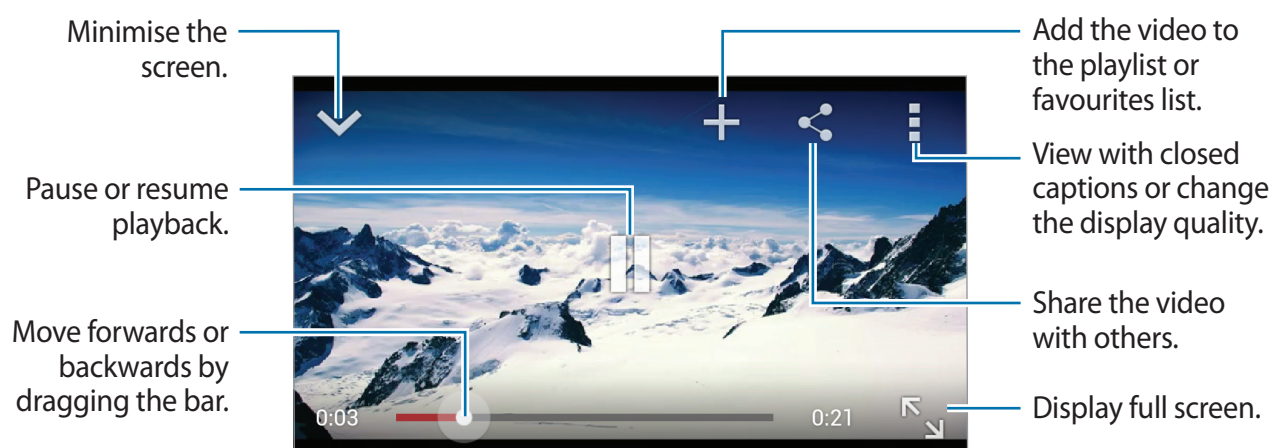 Minimise the
screen.
Pause or resume
playback.
Move forwards or
backwards by
dragging the bar.
0:03
0:21
Add the video to
the playlist or
favourites list.
View with closed
captions or change
the display quality.
Share the video
with others.
Display full screen.